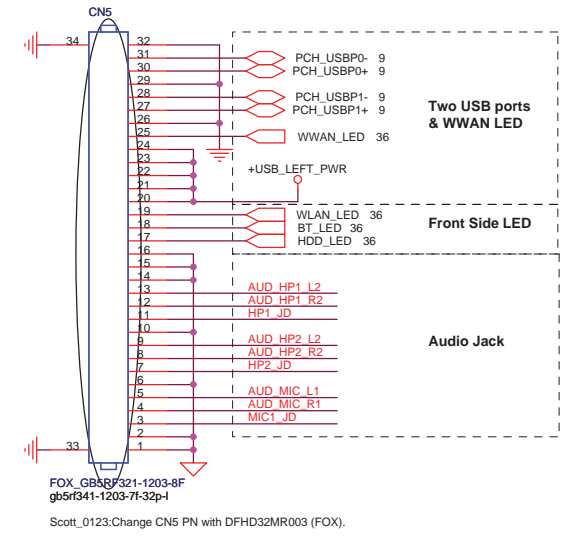 CN5
34
32
31
PCH_USBP0- 9
30
PCH_USBP0+ 9
29
28
PCH_USBP1- 9
27
PCH_USBP1+ 9
26
25
WWAN_LED 36
Two USB ports
& WWAN LED
24
23
22
+USB_LEFT_PWR
21
20
19
WLAN_LED 36
18
BT_LED 36
17
HDD_LED 36
Front Side LED
16
15
14
13
AUD_HP1_L2
12
AUD_HP1_R2
11
HP1_JD
10
9
AUD_HP2_L2
8
AUD_HP2_R2
7
HP2_JD
Audio Jack
6
5
AUD_MIC_L1
4
AUD_MIC_R1
3
MIC1_JD
2
33
1
FOX_GB5RF321-1203-8F
gb5rf341-1203-7f-32p-l
Scott_0123:Change CN5 PN with DFHD32MR003 (FOX).